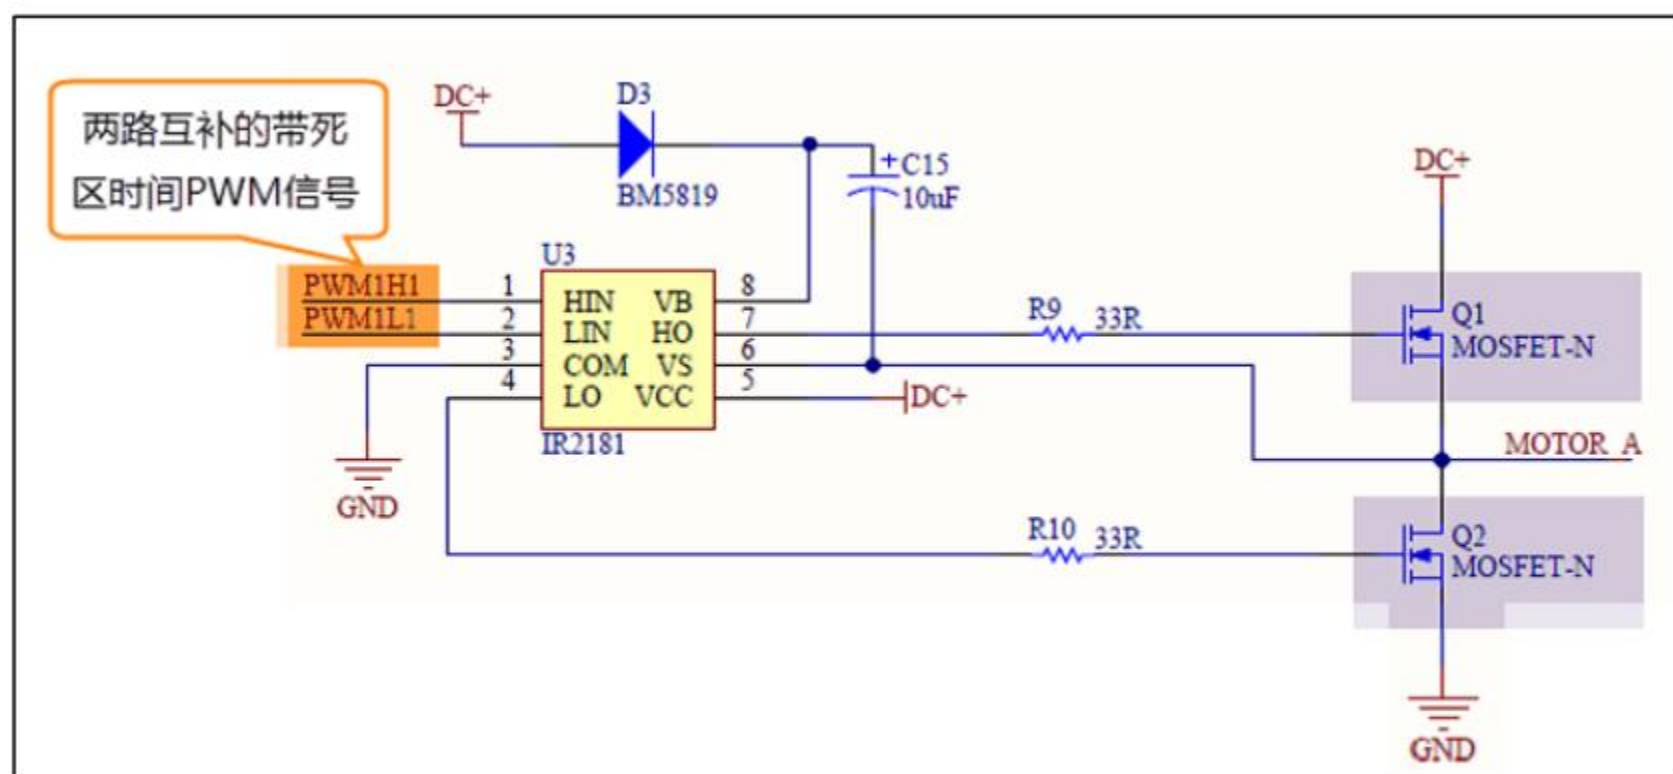 两路互补的带死
区时间PWM信号
DC+
D3
BM5819
C15
+
10uF
DC+
PWM1H1
PWM1L1
U3
1
2
3
4
HIN
LIN
COM
LO
VB
HO
VS
VCC
8
7
6
5
IR2181
DC+
GND
R9
33R
Q1
MOSFET-N
MOTOR_A
R10
33R
Q2
MOSFET-N
GND